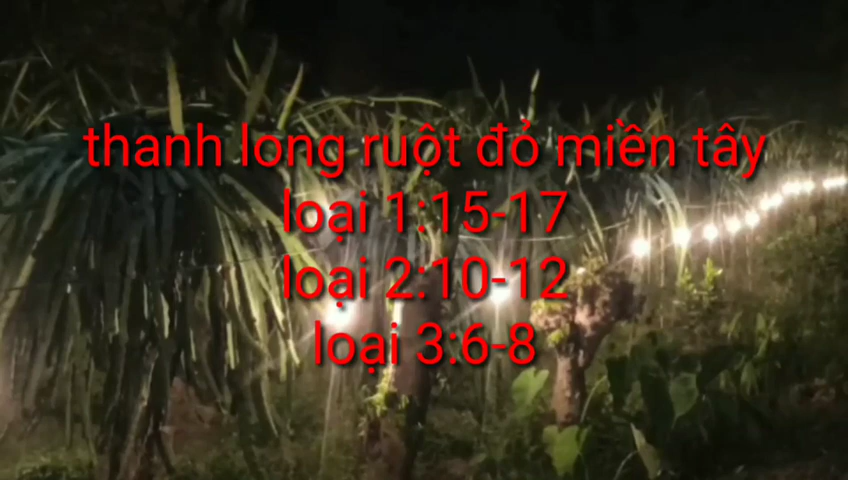 thanh long ruột đỏ miền tây
loại 1:15-17
loại 2:10-12
loại 3:6-8